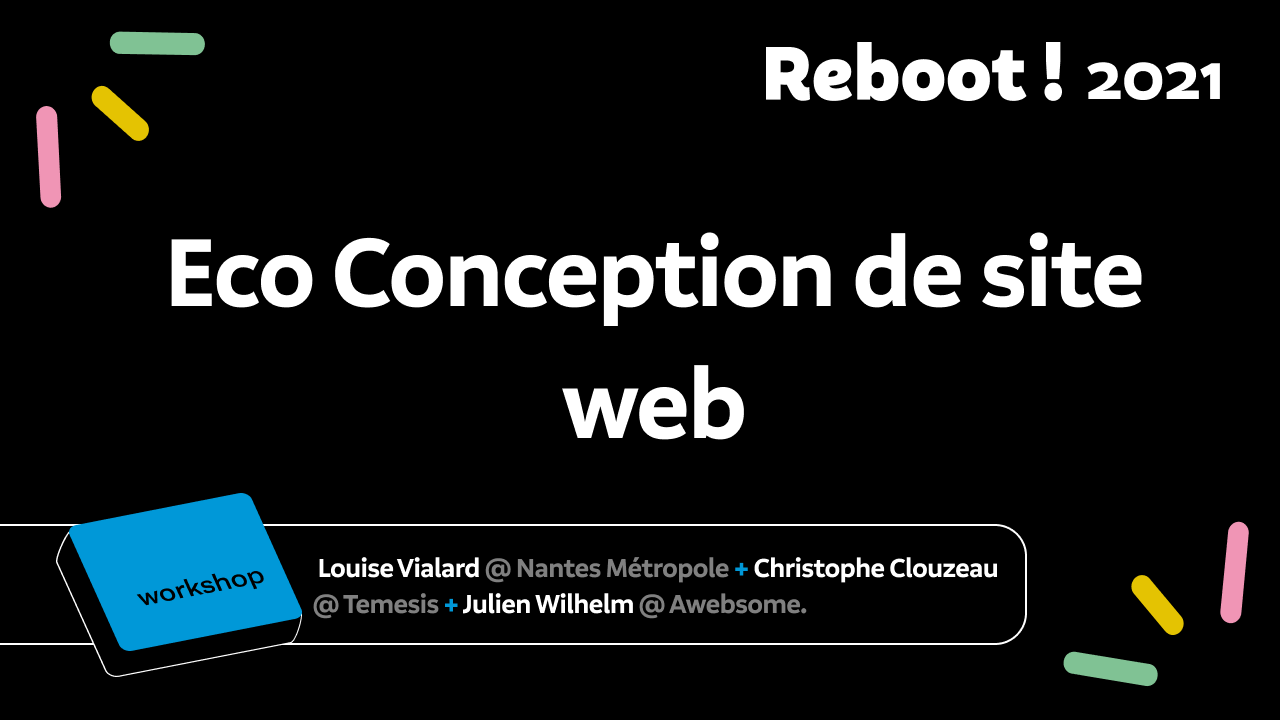 Reboot ! 2021
Eco Conception de site
web
workshop
Louise Vialard @ Nantes Métropole + Christophe Clouzeau
@ Temesis + Julien Wilhelm @ Awebsome.